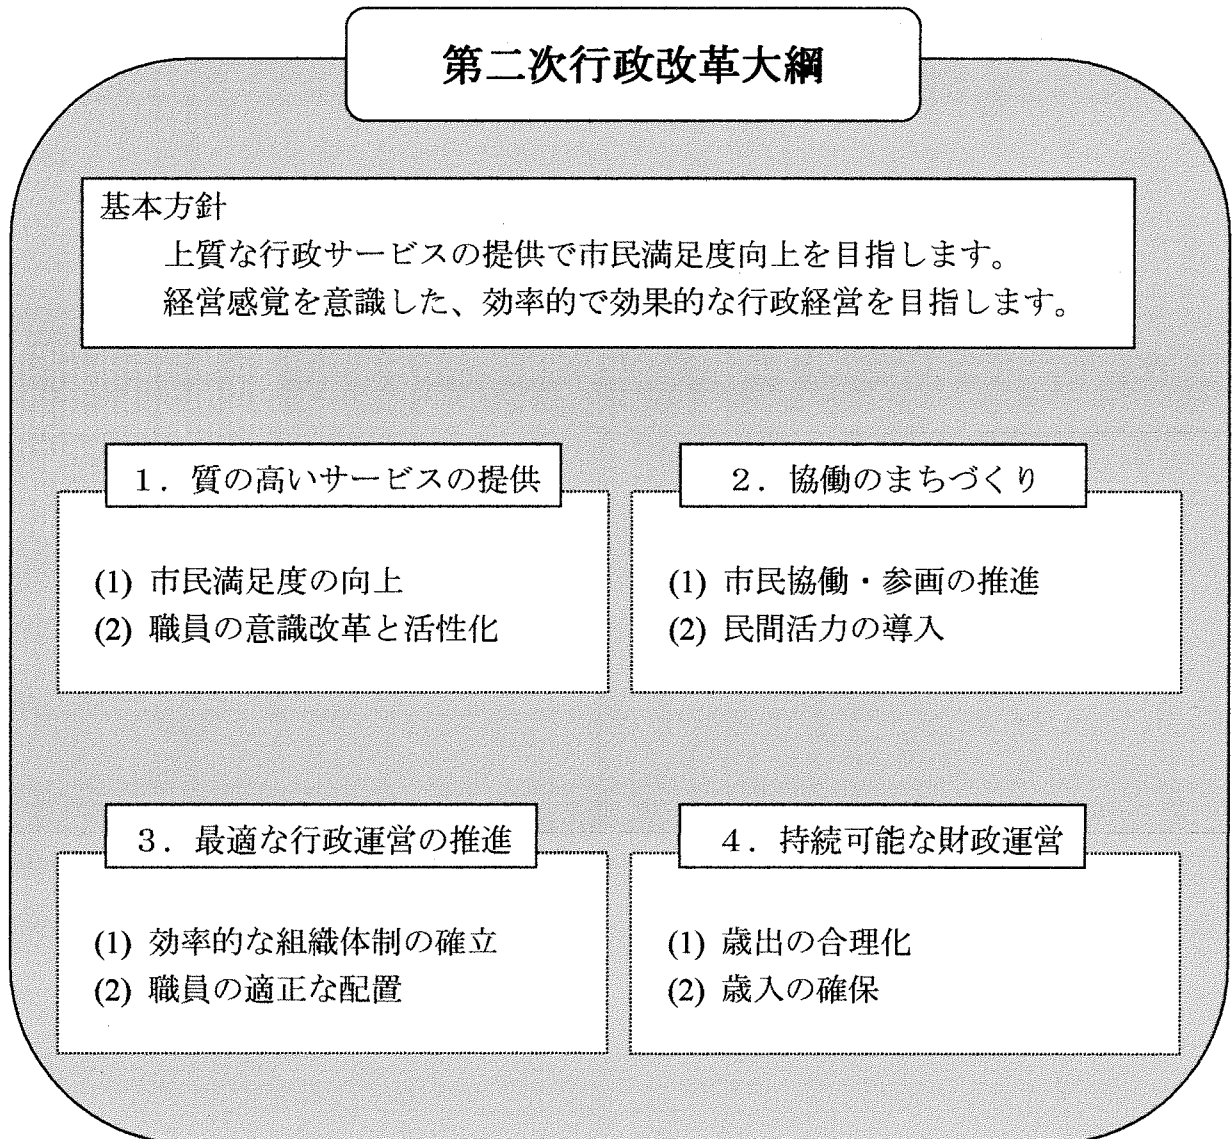 第二次行政改革大綱
基本方針
上質な行政サービスの提供で市民満足度向上を目指します。
経営感覚を意識した、効率的で効果的な行政経営を目指します。
１．質の高いサービスの提供
(1) 市民満足度の向上
(2) 職員の意識改革と活性化
２．協働のまちづくり
(1) 市民協働・参画の推進
(2) 民間活力の導入
３．最適な行政運営の推進
(1) 効率的な組織体制の確立
(2) 職員の適正な配置
４．持続可能な財政運営
(1) 歳出の合理化
(2) 歳入の確保